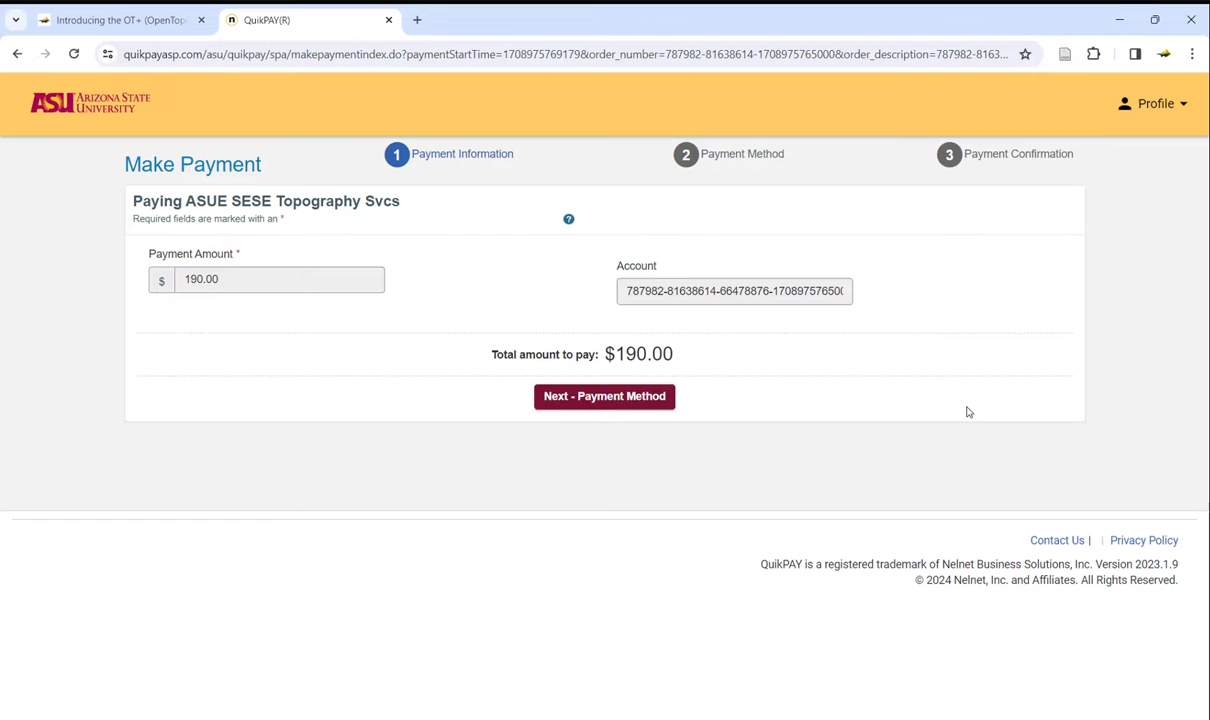 Introducing the OT+ (OpenTopo
QuikPAY(R)
quikpayasp.com/asu/quikpay/spa/makepaymentindex.do?paymentStartTime=1708975769179&order_number=787982-81638614-1708975765000&order_description=787982-8163...
ASU ARIZONA STATE
UNIVERSITY
Profile
Make Payment
1 Payment Information
2 Payment Method
3 Payment Confirmation
Paying ASUE SESE Topography Svcs
Required fields are marked with an *
?
Payment Amount *
$ 190.00
Account
787982-81638614-66478876-170897576500
Total amount to pay: $190.00
Next - Payment Method
Contact Us | | Privacy Policy
QuikPAY is a registered trademark of Nelnet Business Solutions, Inc. Version 2023.1.9
© 2024 Nelnet, Inc. and Affiliates. All Rights Reserved.